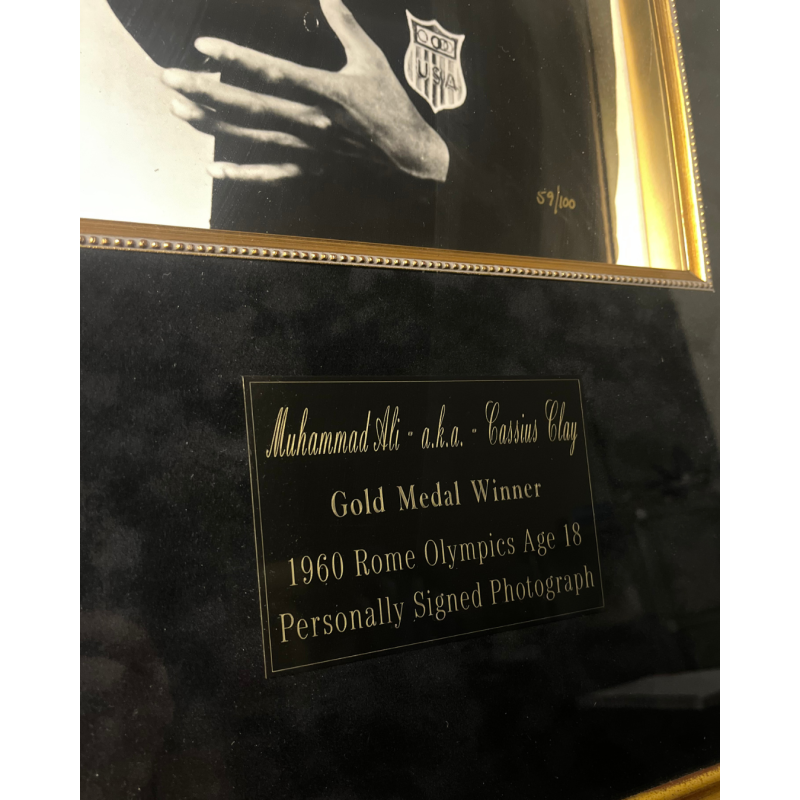 USA
59/100
Muhammad Ali - a.k.a. - Cassius Clay
Gold Medal Winner
1960 Rome Olympics Age 18
Personally Signed Photograph